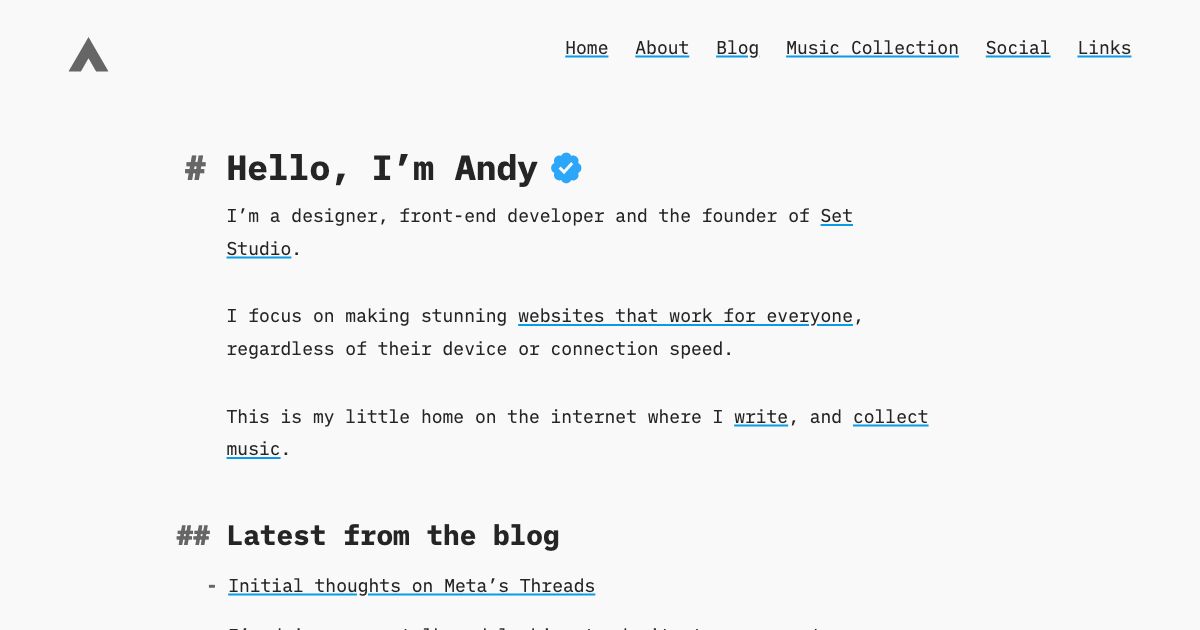 Home About Blog Music Collection Social Links
# Hello, I’m Andy
I’m a designer, front-end developer and the founder of Set
Studio.
I focus on making stunning websites that work for everyone,
regardless of their device or connection speed.
This is my little home on the internet where I write, and collect
music.
## Latest from the blog
- Initial thoughts on Meta’s Threads